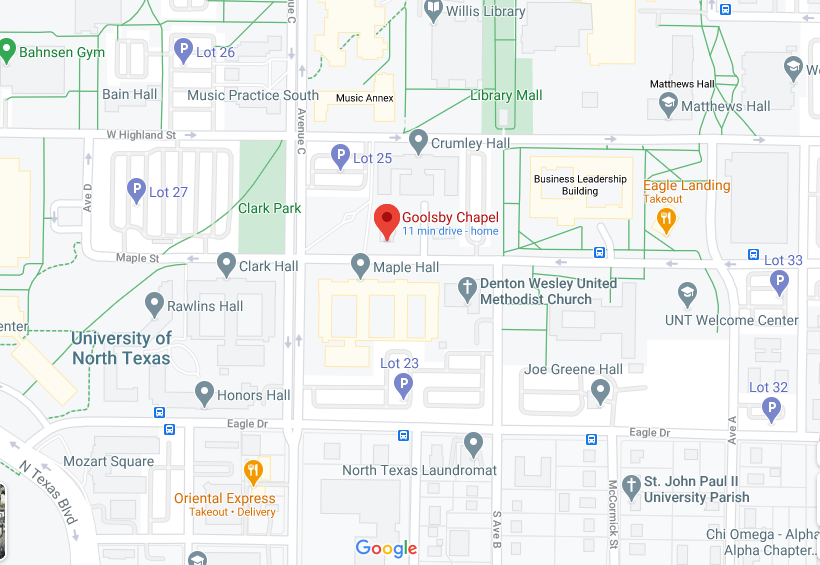 Willis Library
Bahnsen Gym
Lot 26
Avenue C
Bain Hall
Music Practice South
Music Annex
Library Mall
Matthews Hall
Matthews Hall
W Highland St
Avenue C
Crumley Hall
Lot 25
Lot 27
Ave D
Business Leadership
Building
Eagle Landing
Takeout
Clark Park
Goolsby Chapel
11 min drive - home
Maple St
Clark Hall
Maple Hall
Lot 33
Denton Wesley United
Methodist Church
Rawlins Hall
UNT Welcome Center
University of
North Texas
Lot 23
Joe Greene Hall
Honors Hall
Lot 32
Eagle Dr
Eagle Dr
Ave A
Mozart Square
North Texas Laundromat
N Texas Blvd
Oriental Express
Takeout • Delivery
St. John Paul II
University Parish
S Ave B
McCormick St
Chi Omega - Alpha
Alpha Chapter...
Google